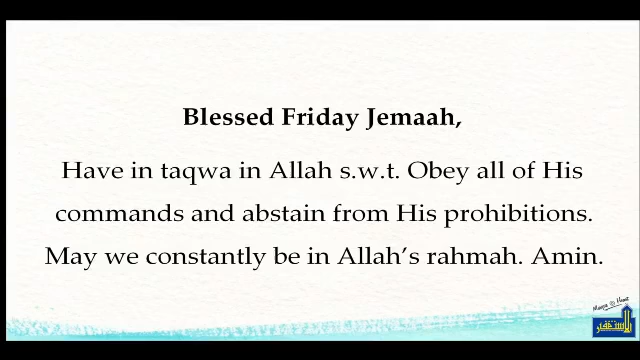 Blessed Friday Jemaah,
Have in taqwa in Allah s.w.t. Obey all of His
commands and abstain from His prohibitions.
May we constantly be in Allah's rahmah. Amin.